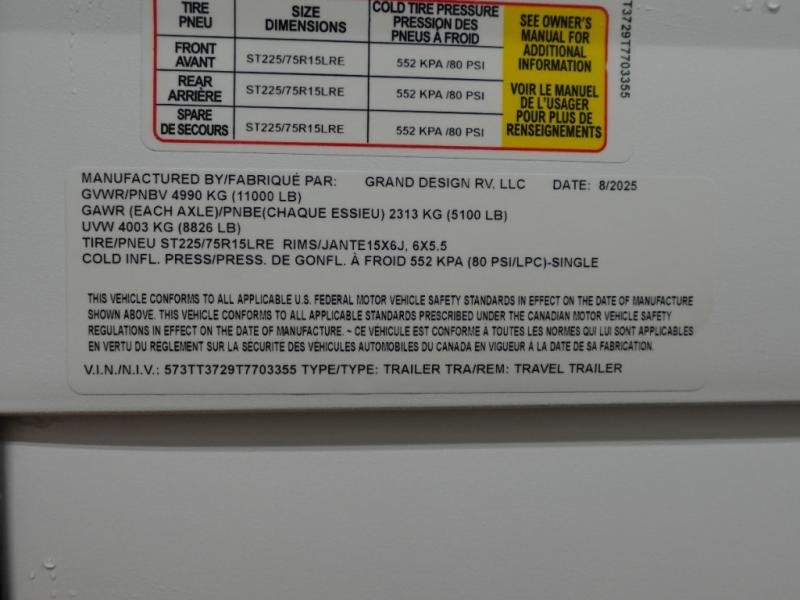 TIRE SIZE COLD TIRE PRESSURE
PNEU DIMENSIONS PRESSION DES
PNEUS À FROID
FRONT
AVANT ST225/75R15LRE 552 KPA /80 PSI
REAR
ARRIÈRE ST225/75R15LRE 552 KPA /80 PSI
SPARE
DE SECOURS ST225/75R15LRE 552 KPA /80 PSI
SEE OWNER'S
MANUAL FOR
ADDITIONAL
INFORMATION
VOIR LE MANUEL
DE L'USAGER
POUR PLUS DE
RENSEIGNEMENTS
T3729T7703355
MANUFACTURED BY/FABRIQUÉ PAR: GRAND DESIGN RV, LLC DATE: 8/2025
GVWR/PNBV 4990 KG (11000 LB)
GAWR (EACH AXLE)/PNBE(CHAQUE ESSIEU) 2313 KG (5100 LB)
UVW 4003 KG (8826 LB)
TIRE/PNEU ST225/75R15LRE RIMS/JANTE15X6J, 6X5.5
COLD INFL. PRESS/PRESS. DE GONFL. À FROID 552 KPA (80 PSI/LPC)-SINGLE
THIS VEHICLE CONFORMS TO ALL APPLICABLE U.S. FEDERAL MOTOR VEHICLE SAFETY STANDARDS IN EFFECT ON THE DATE OF MANUFACTURE
SHOWN ABOVE. THIS VEHICLE CONFORMS TO ALL APPLICABLE STANDARDS PRESCRIBED UNDER THE CANADIAN MOTOR VEHICLE SAFETY
REGULATIONS IN EFFECT ON THE DATE OF MANUFACTURE. ~ CE VÉHICULE EST CONFORME À TOUTES LES NORMES QUI LUI SONT APPLICABLES
EN VERTU DU RÈGLEMENT SUR LA SÉCURITÉ DES VÉHICULES AUTOMOBILES DU CANADA EN VIGUEUR À LA DATE DE SA FABRICATION.
V.I.N./N.I.V.: 573TT3729T7703355 TYPE/TYPE: TRAILER TRA/REM: TRAVEL TRAILER